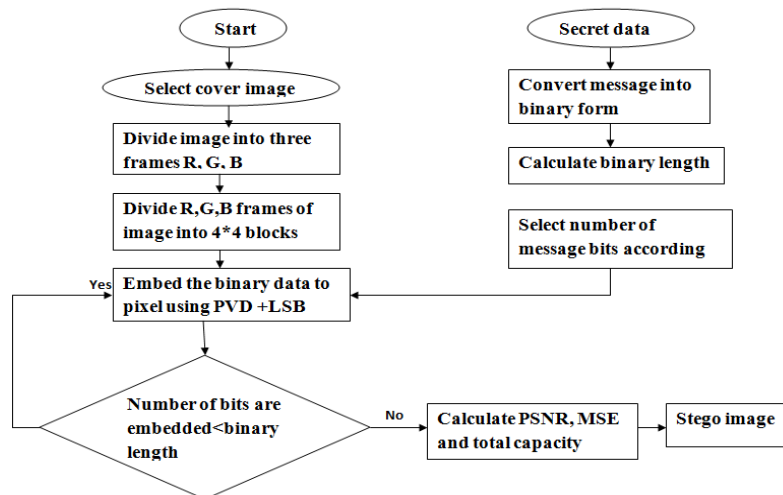 Start
Select cover image
Divide image into three
frames R, G, B
Divide R,G,B frames of
image into 4*4 blocks
Yes
Embed the binary data to
pixel using PVD +LSB
Number of bits are
embedded<binary
length
No
Calculate PSNR, MSE
and total capacity
Stego image
Secret data
Convert message into
binary form
Calculate binary length
Select number of
message bits according